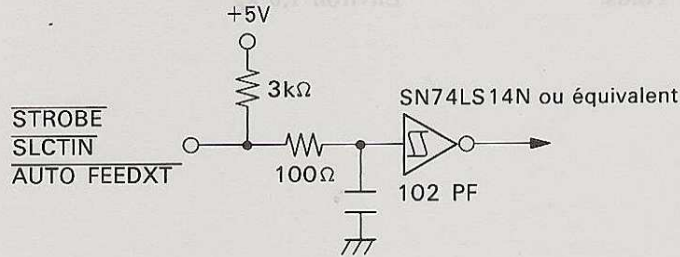 +5V
3kΩ
SN74LS14N ou équivalent
STROBE
SLCTIN
AUTO FEEDXT
100Ω
102 PF